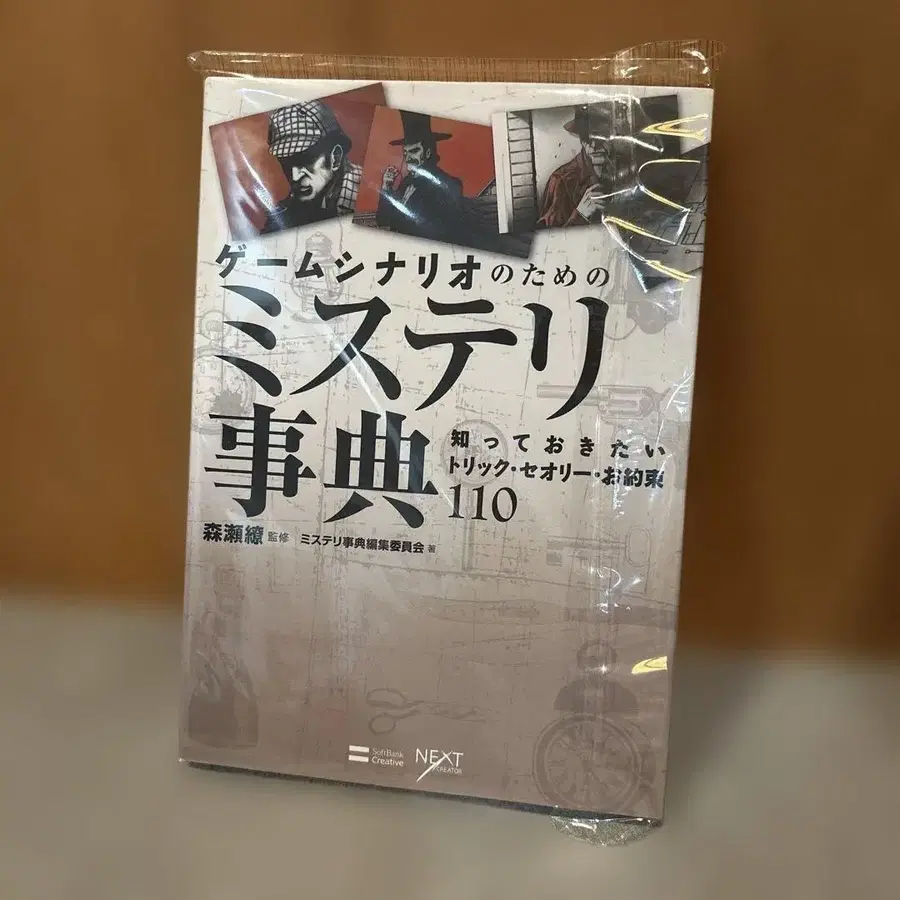 ゲームシナリオのための
ミステリ
事典
知っておきたい
トリック・セオリー・お約束
110
森瀬繚 監修 ミステリ事典編集委員会 著
SoftBank
Creative
NEXT
CREATOR